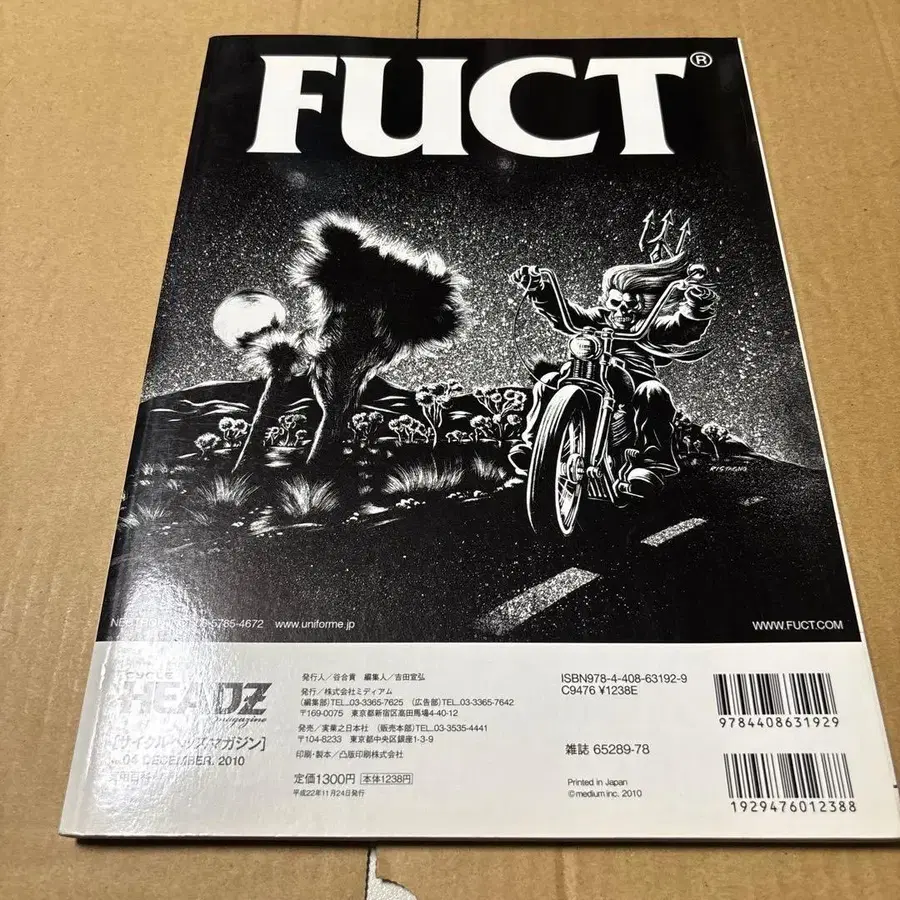 FUCT®
RISTAGNO
5785-4672 www.uniforme.jp
WWW.FUCT.COM
CYCLE
HEADZ
magazine
[サイクルヘッズマガジン]
04 DECEMBER. 2010
発行人／谷合貴 編集人／吉田宣弘
発行／株式会社ミディアム
(編集部)TEL.03-3365-7625 (広告部)TEL.03-3365-7642
〒169-0075 東京都新宿区高田馬場4-40-12
発売／実業之日本社 (販売本部)TEL.03-3535-4441
〒104-8233 東京都中央区銀座1-3-9
印刷・製本／凸版印刷株式会社
定価1300円 本体1238円
平成22年11月24日発行
ISBN978-4-408-63192-9
C9476 ¥1238E
雑誌 65289-78
Printed in Japan
©medium inc. 2010
9784408631929
1929476012388